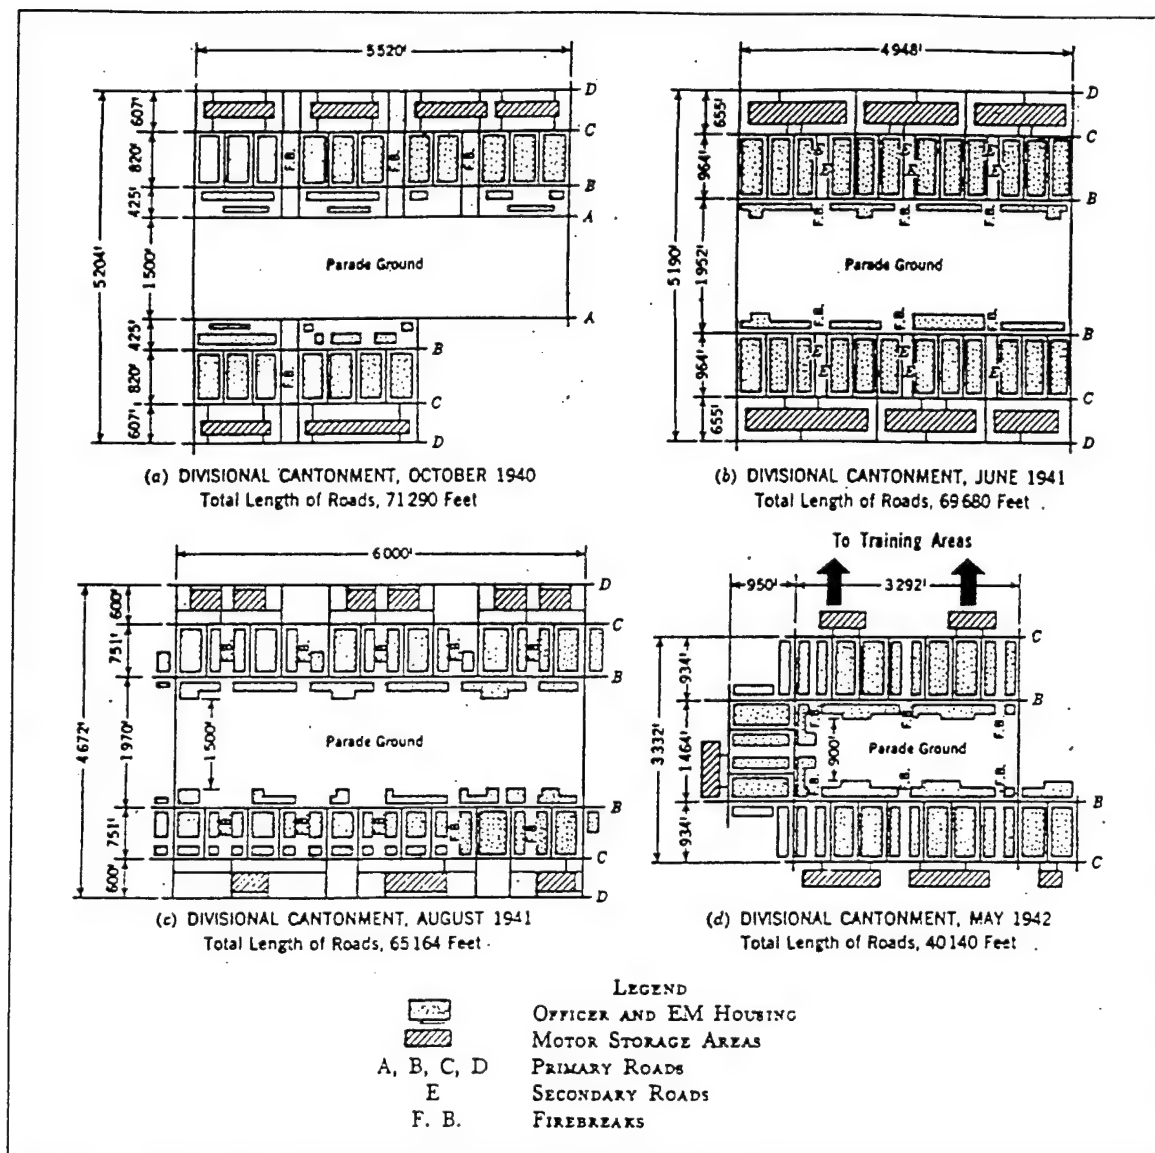 5520'
607'
820'
425'
1500'
5204'
425'
820'
607'
D
C
B
A
A
B
C
D
F.B.
F.B.
F.B.
F.B.
Parade Ground
(a) DIVISIONAL CANTONMENT, OCTOBER 1940
Total Length of Roads, 71290 Feet
4948'
655'
964'
1952'
5190'
964'
655'
D
C
B
B
C
D
E
E
E
E
E
E
E
E
E
E
E
F.B.
F.B.
F.B.
F.B.
F.B.
F.B.
Parade Ground
(b) DIVISIONAL CANTONMENT, JUNE 1941
Total Length of Roads, 69680 Feet
6000'
600'
751'
1970'
1500'
4672'
751'
600'
D
C
B
B
C
D
F.B.
F.B.
F.B.
F.B.
F.B.
F.B.
F.B.
F.B.
F.B.
F.B.
Parade Ground
(c) DIVISIONAL CANTONMENT, AUGUST 1941
Total Length of Roads, 65164 Feet
To Training Areas
950'
3292'
934'
1464'
900'
3332'
934'
C
B
B
C
F.B.
F.B.
F.B.
F.B.
F.B.
F.B.
Parade Ground
(d) DIVISIONAL CANTONMENT, MAY 1942
Total Length of Roads, 40140 Feet
LEGEND
OFFICER AND EM HOUSING
MOTOR STORAGE AREAS
A, B, C, D PRIMARY ROADS
E SECONDARY ROADS
F. B. FIREBREAKS